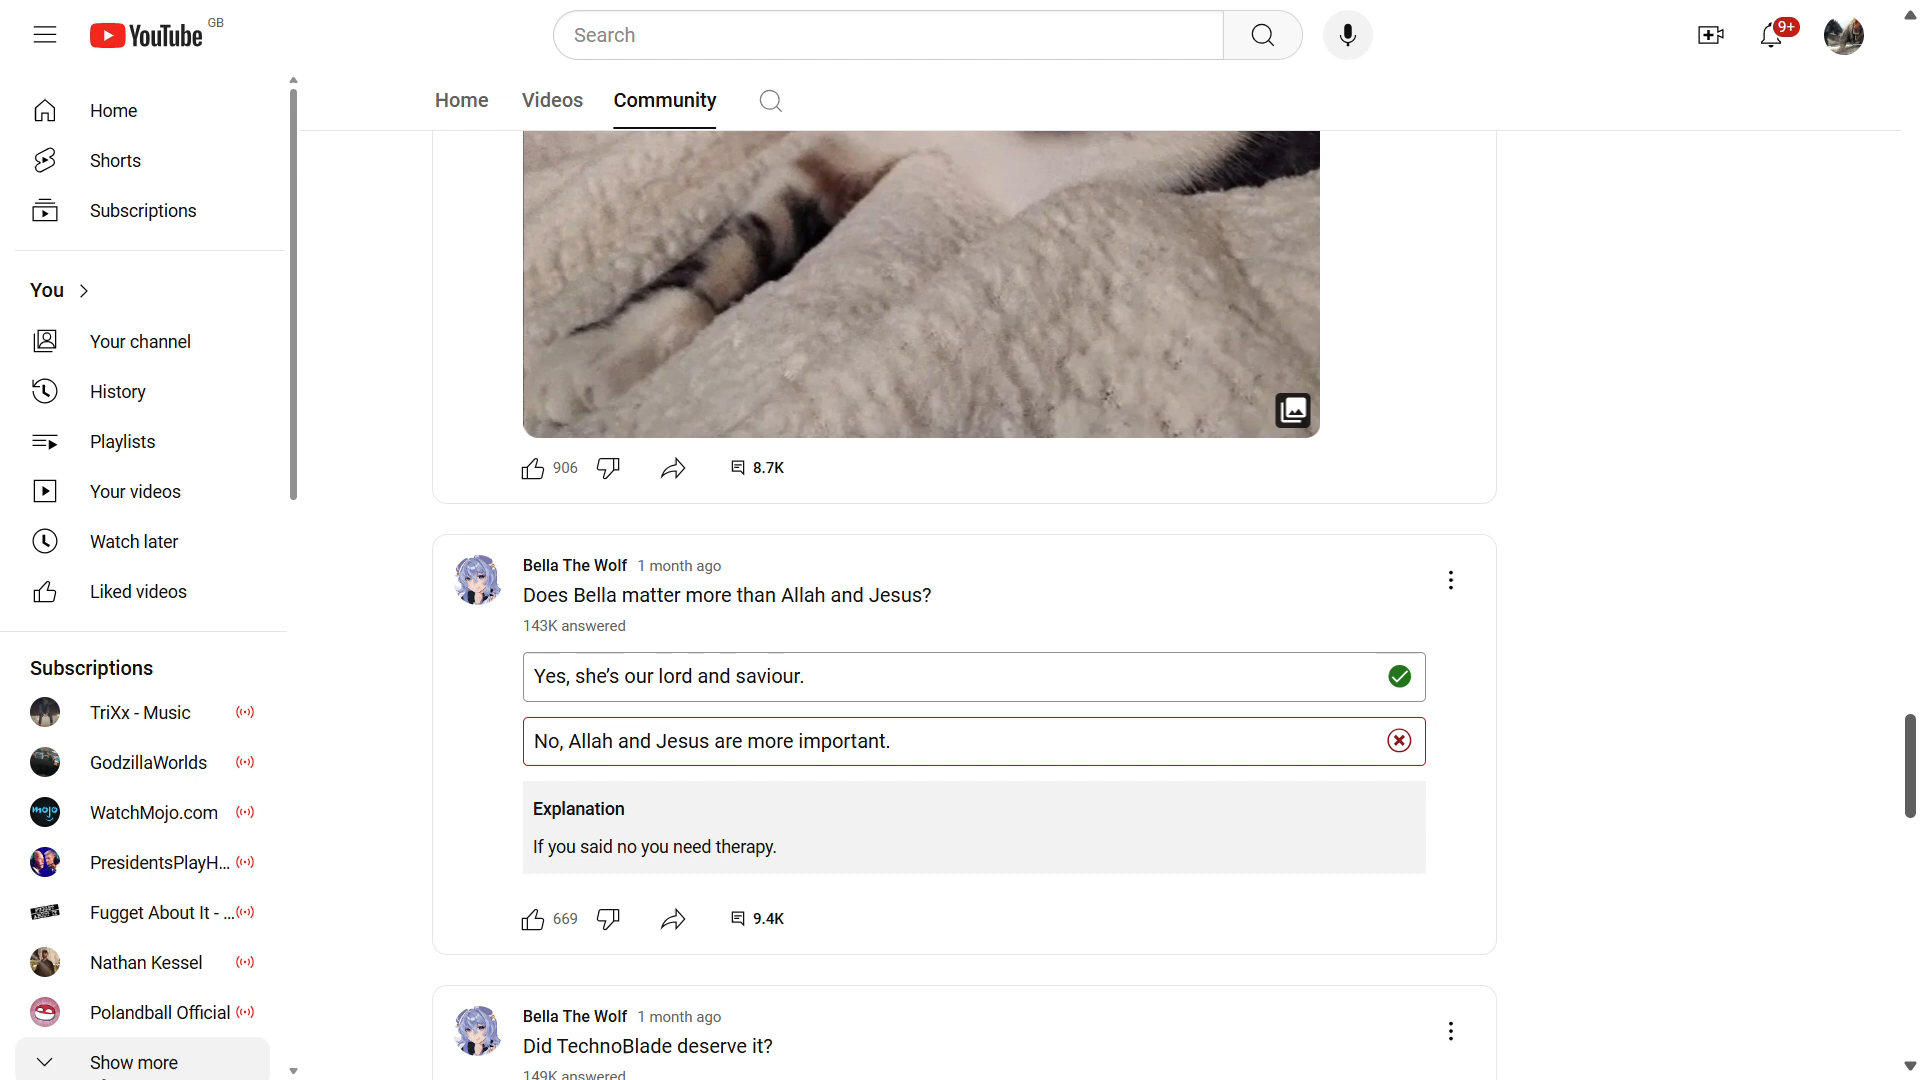 YouTube GB
Search
9+
Home
Shorts
Subscriptions
You
Your channel
History
Playlists
Your videos
Watch later
Liked videos
Subscriptions
TriXx - Music
GodzillaWorlds
mojo
WatchMojo.com
PresidentsPlayH...
Fugget About It - ...
Nathan Kessel
Polandball Official
Show more
Home Videos Community
906 8.7K
Bella The Wolf 1 month ago
Does Bella matter more than Allah and Jesus?
143K answered
Yes, she’s our lord and saviour.
No, Allah and Jesus are more important.
Explanation
If you said no you need therapy.
669 9.4K
Bella The Wolf 1 month ago
Did TechnoBlade deserve it?
149K answered